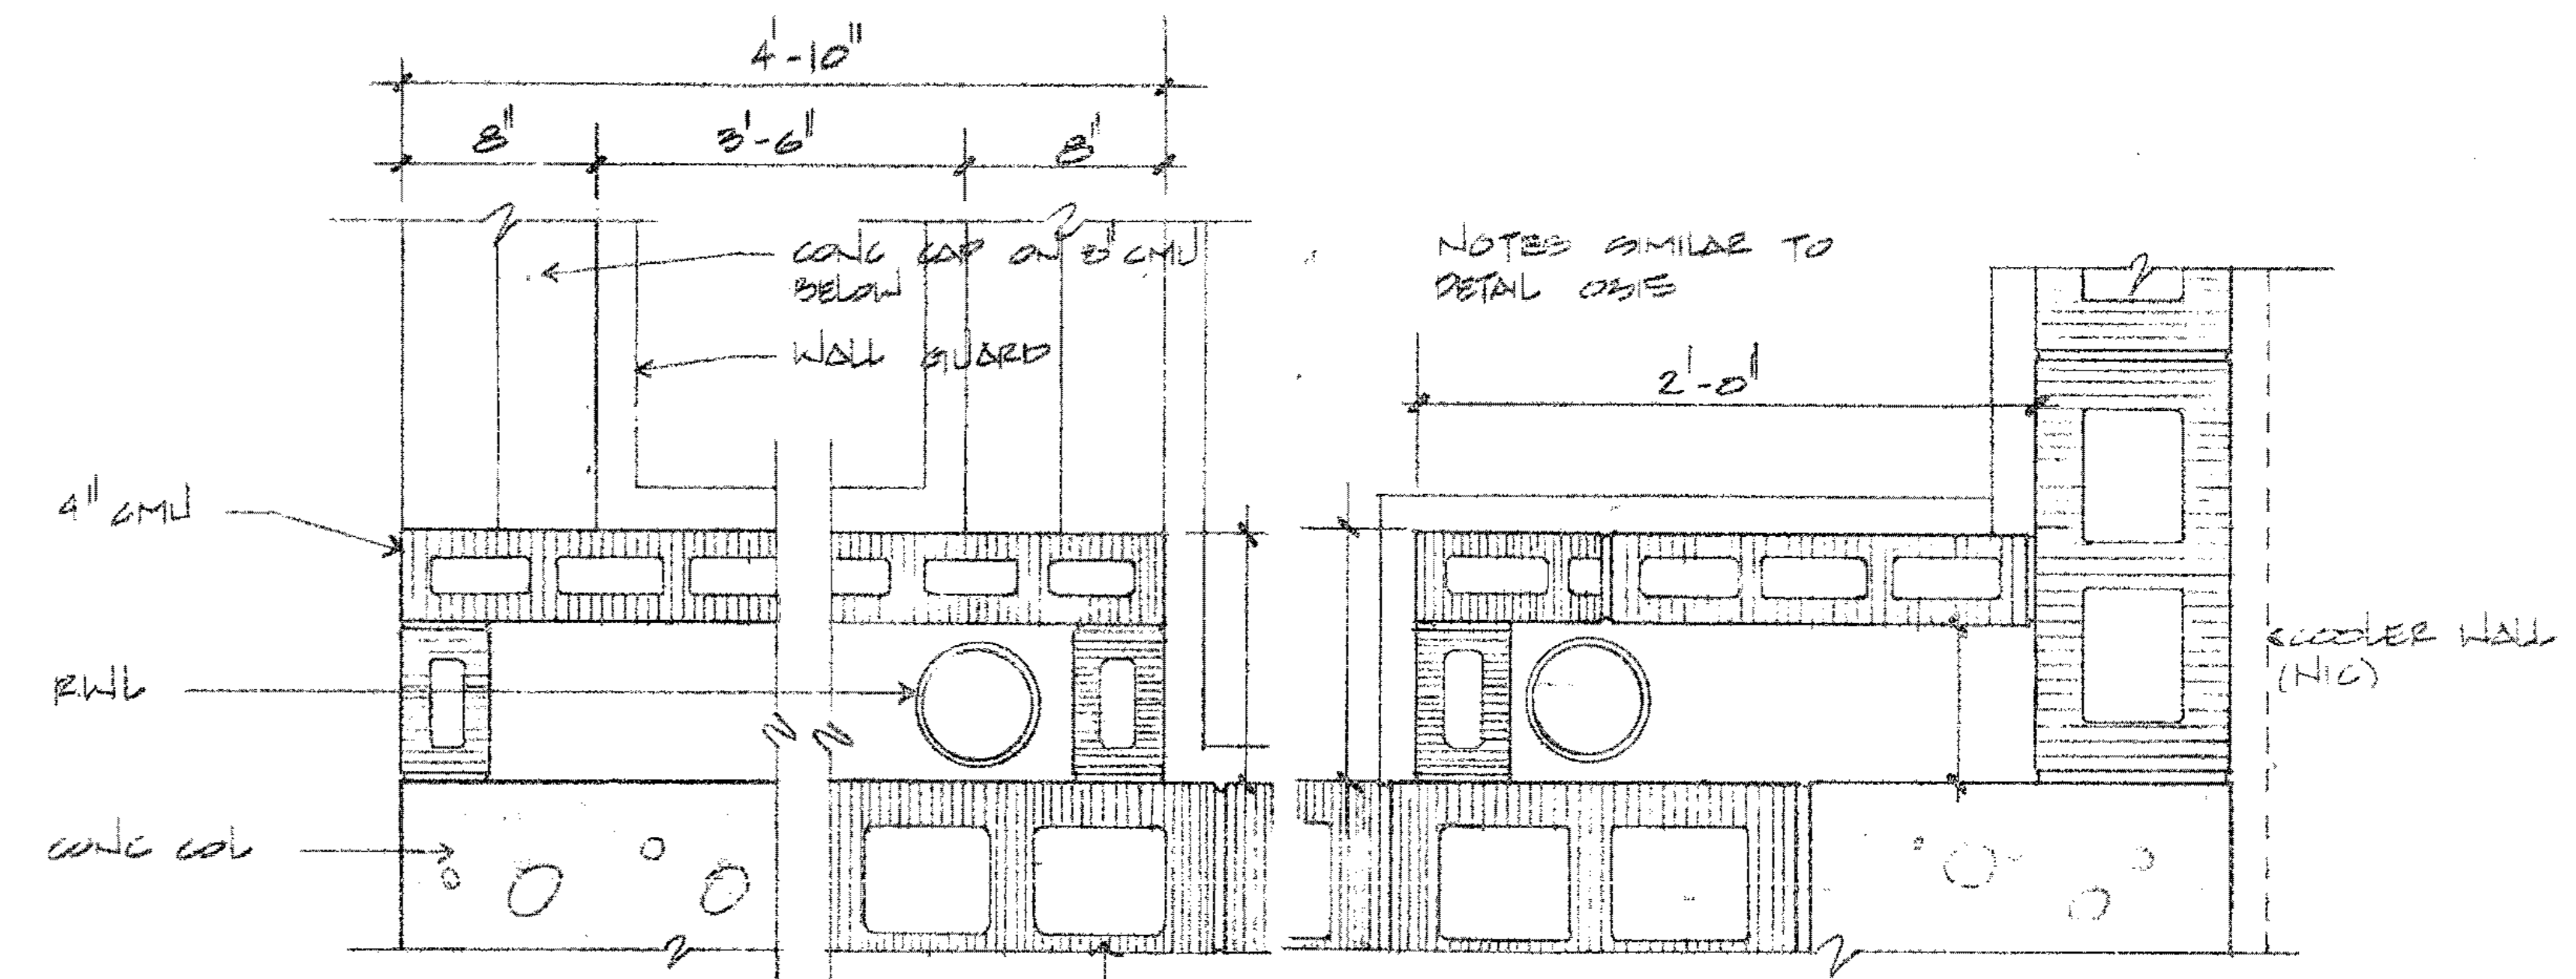 4'-10"
8"
3'-6"
8"
CONC CAP ON 8" CMU
BELOW
WALL GUARD
4" CMU
RWL
CONC COL
NOTES SIMILAR TO
DETAIL 0315
2'-0"
COOLER WALL
(NIC)